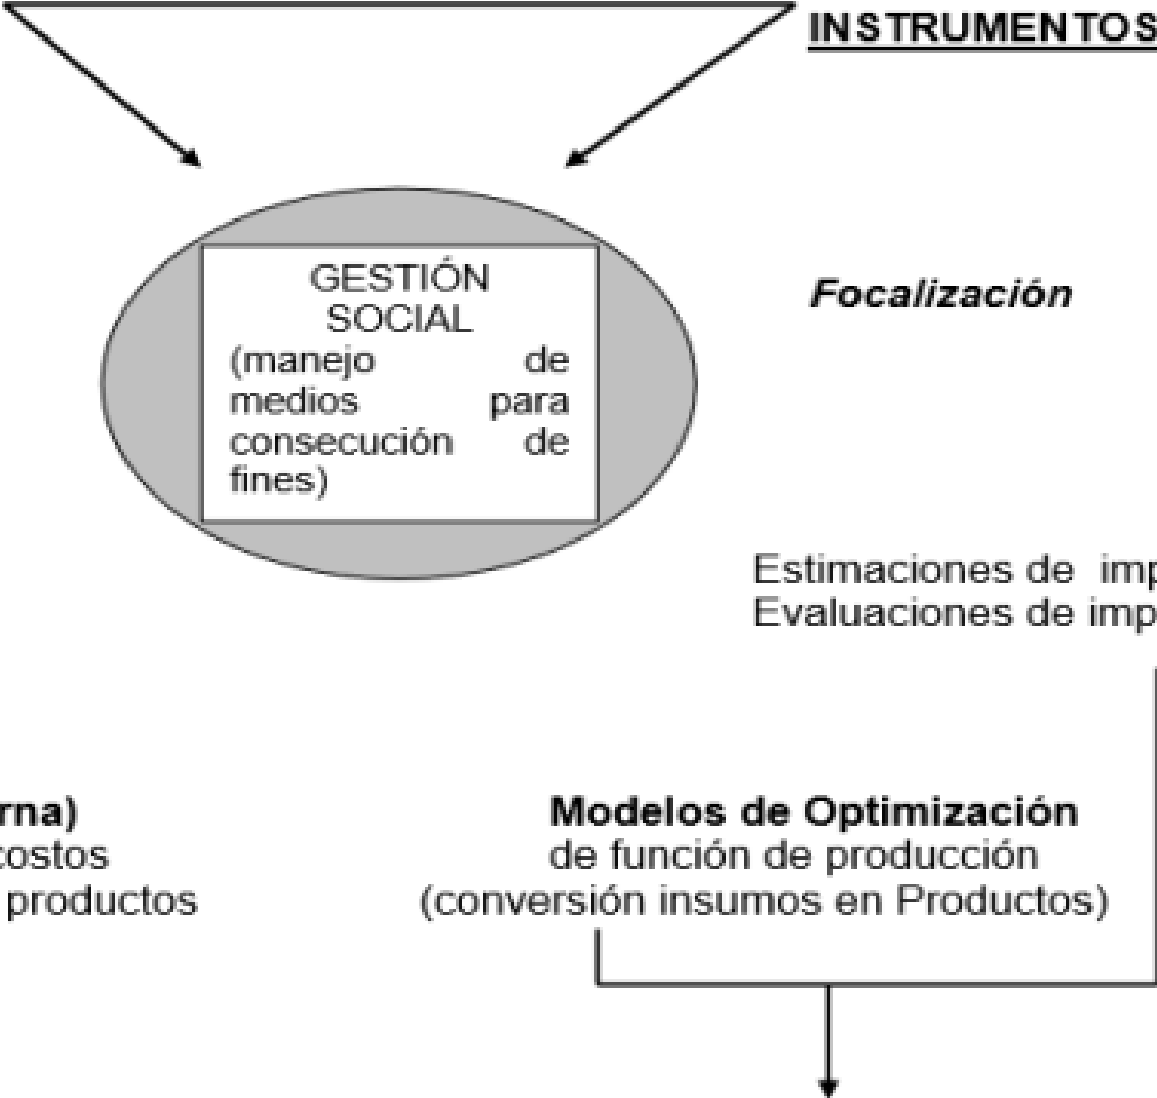 INSTRUMENTOS
GESTIÓN
SOCIAL
(manejo de
medios para
consecución de
fines)
Focalización
Estimaciones de imp
Evaluaciones de imp
rna)
costos
productos
Modelos de Optimización
de función de producción
(conversión insumos en Productos)